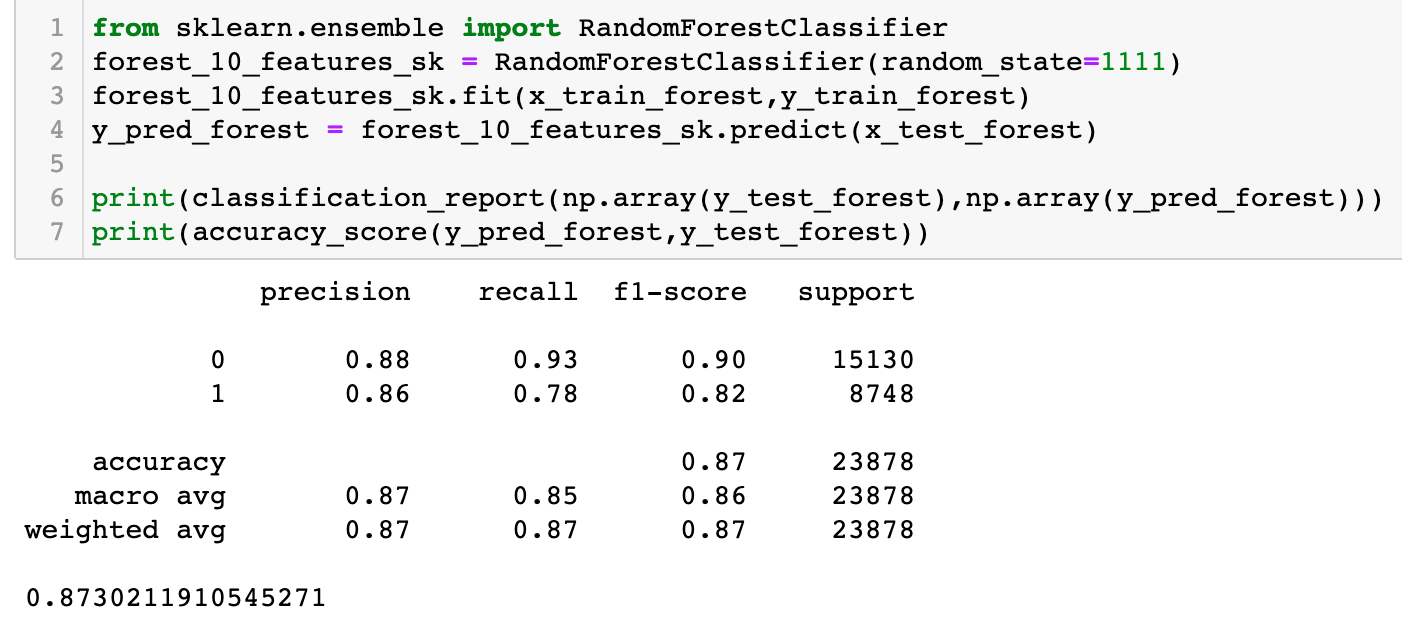 1 from sklearn.ensemble import RandomForestClassifier
2 forest_10_features_sk = RandomForestClassifier(random_state=1111)
3 forest_10_features_sk.fit(x_train_forest,y_train_forest)
4 y_pred_forest = forest_10_features_sk.predict(x_test_forest)
5
6 print(classification_report(np.array(y_test_forest),np.array(y_pred_forest)))
7 print(accuracy_score(y_pred_forest,y_test_forest))
precision recall f1-score support
0 0.88 0.93 0.90 15130
1 0.86 0.78 0.82 8748
accuracy 0.87 23878
macro avg 0.87 0.85 0.86 23878
weighted avg 0.87 0.87 0.87 23878
0.8730211910545271